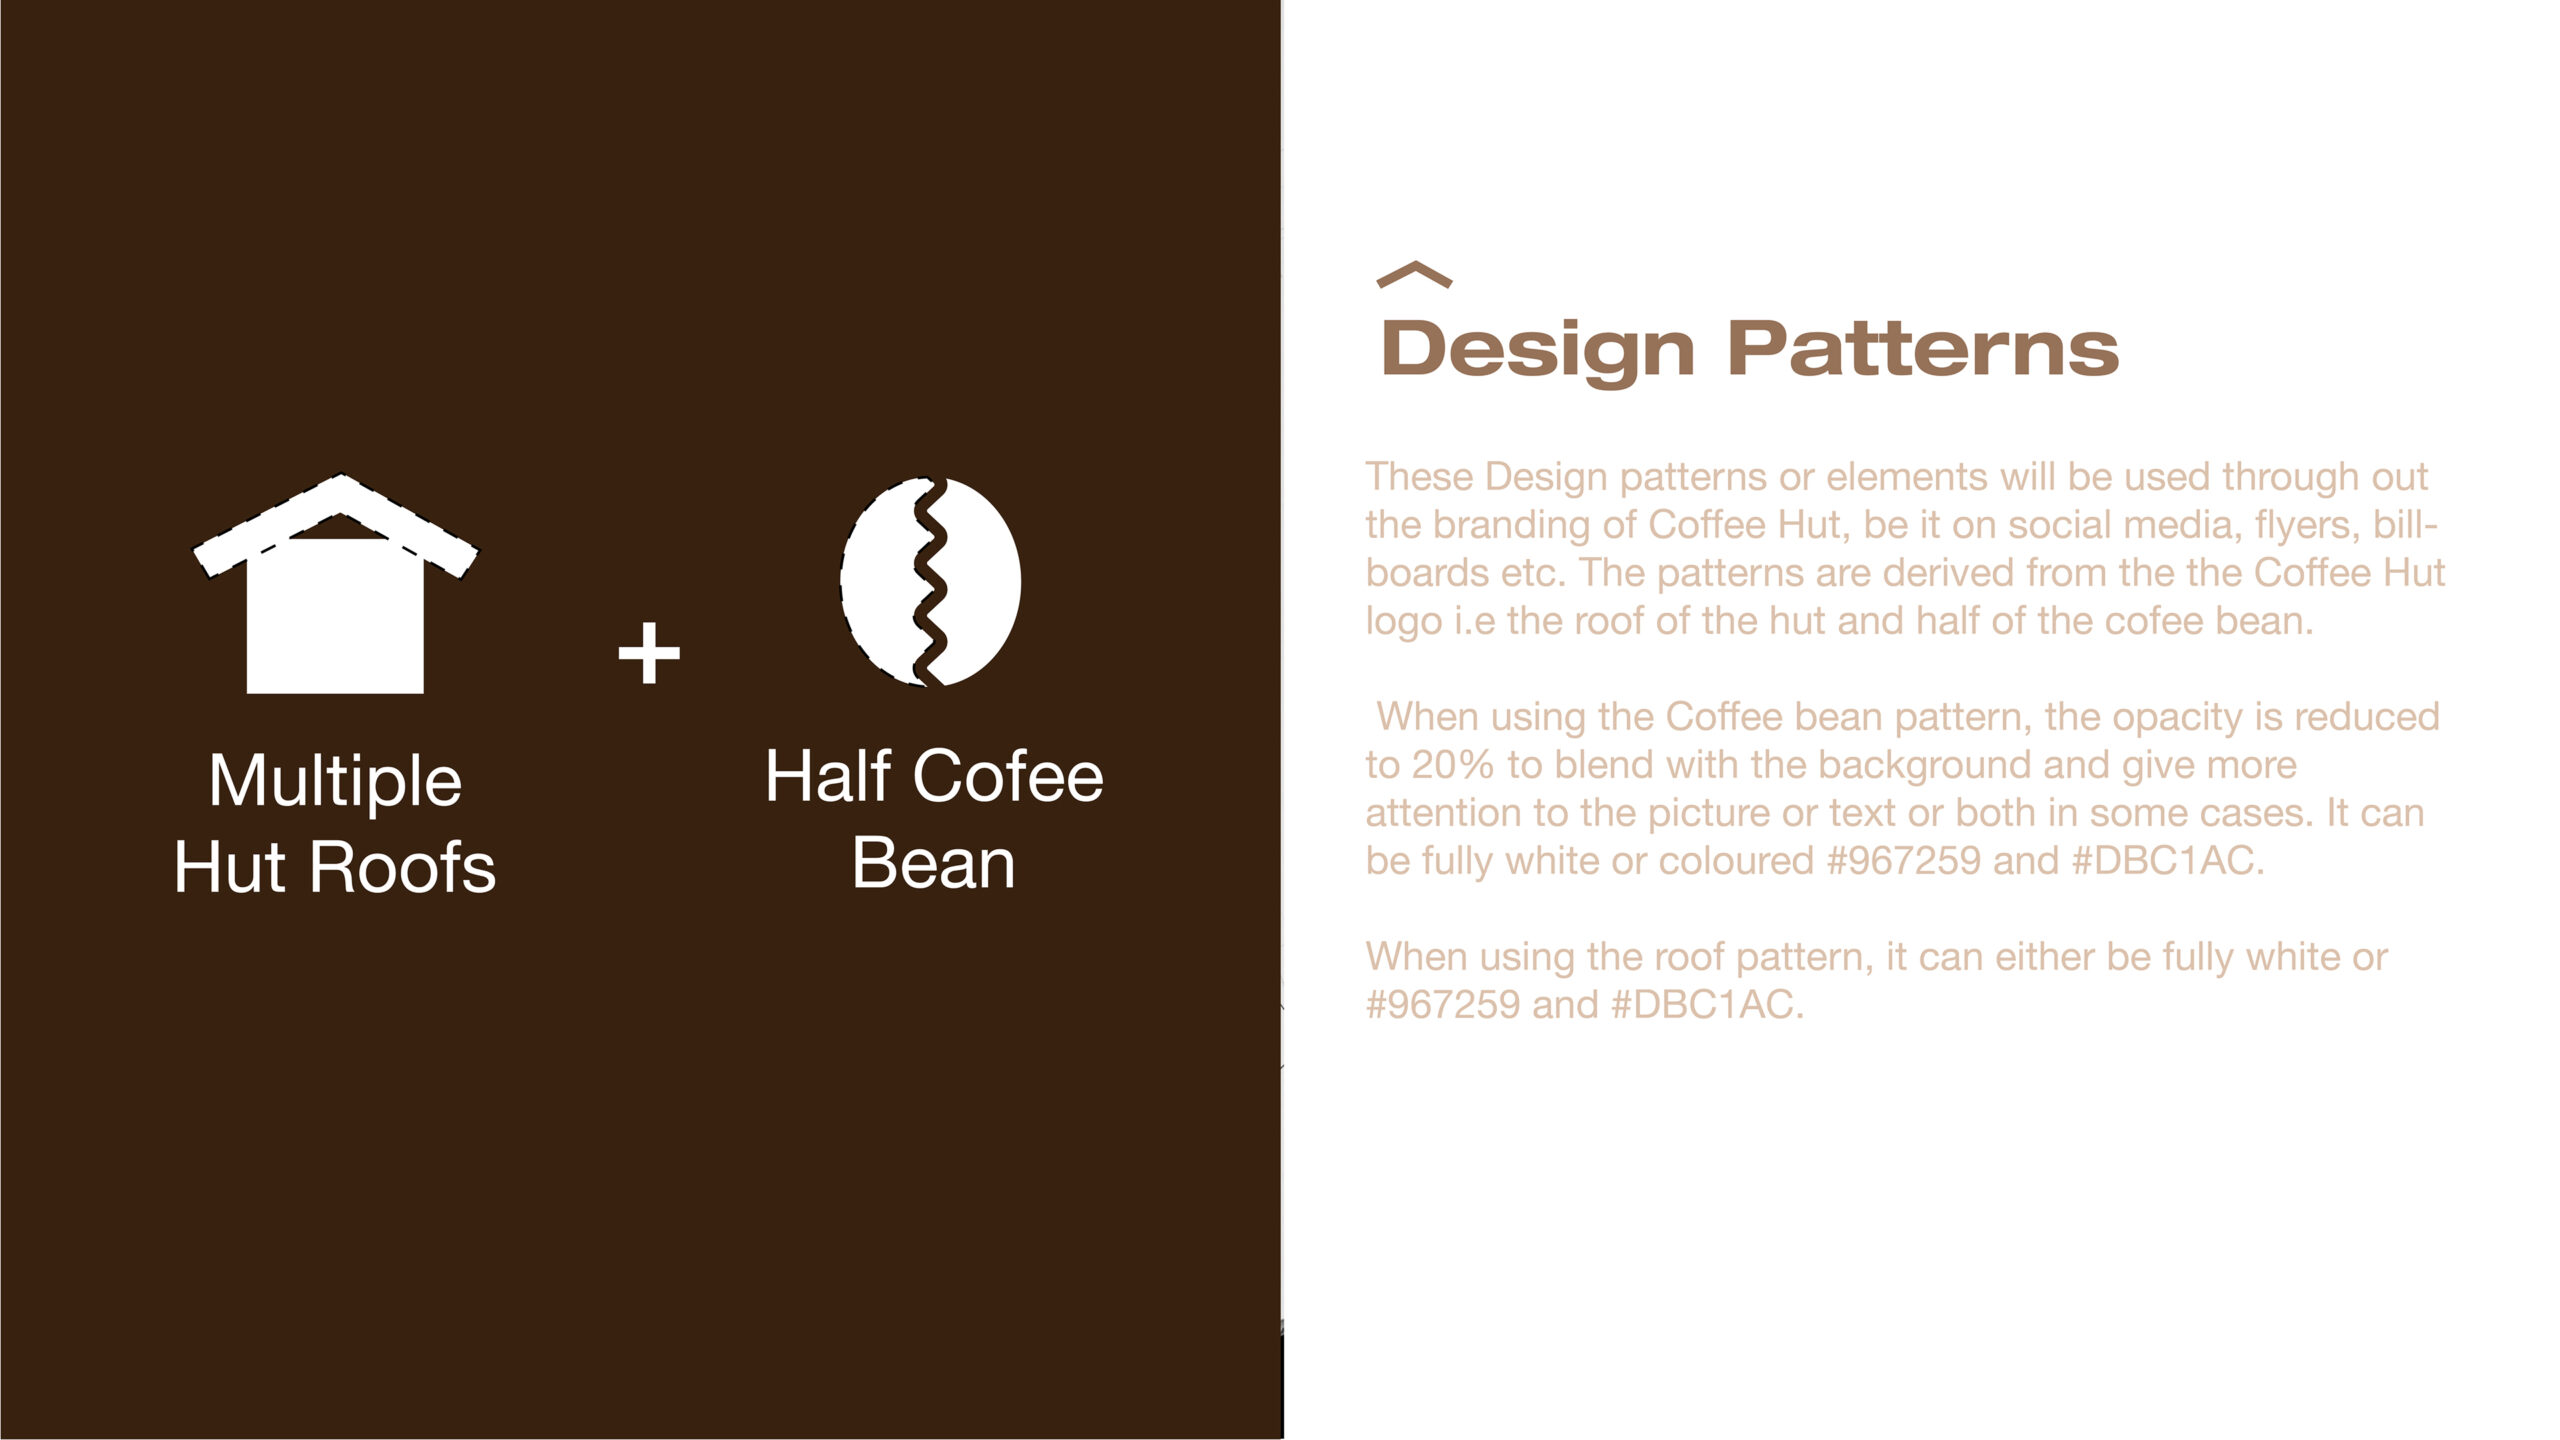 Multiple
Hut Roofs
+
Half Cofee
Bean
Design Patterns
These Design patterns or elements will be used through out
the branding of Coffee Hut, be it on social media, flyers, bill-
boards etc. The patterns are derived from the the Coffee Hut
logo i.e the roof of the hut and half of the cofee bean.
When using the Coffee bean pattern, the opacity is reduced
to 20% to blend with the background and give more
attention to the picture or text or both in some cases. It can
be fully white or coloured #967259 and #DBC1AC.
When using the roof pattern, it can either be fully white or
#967259 and #DBC1AC.